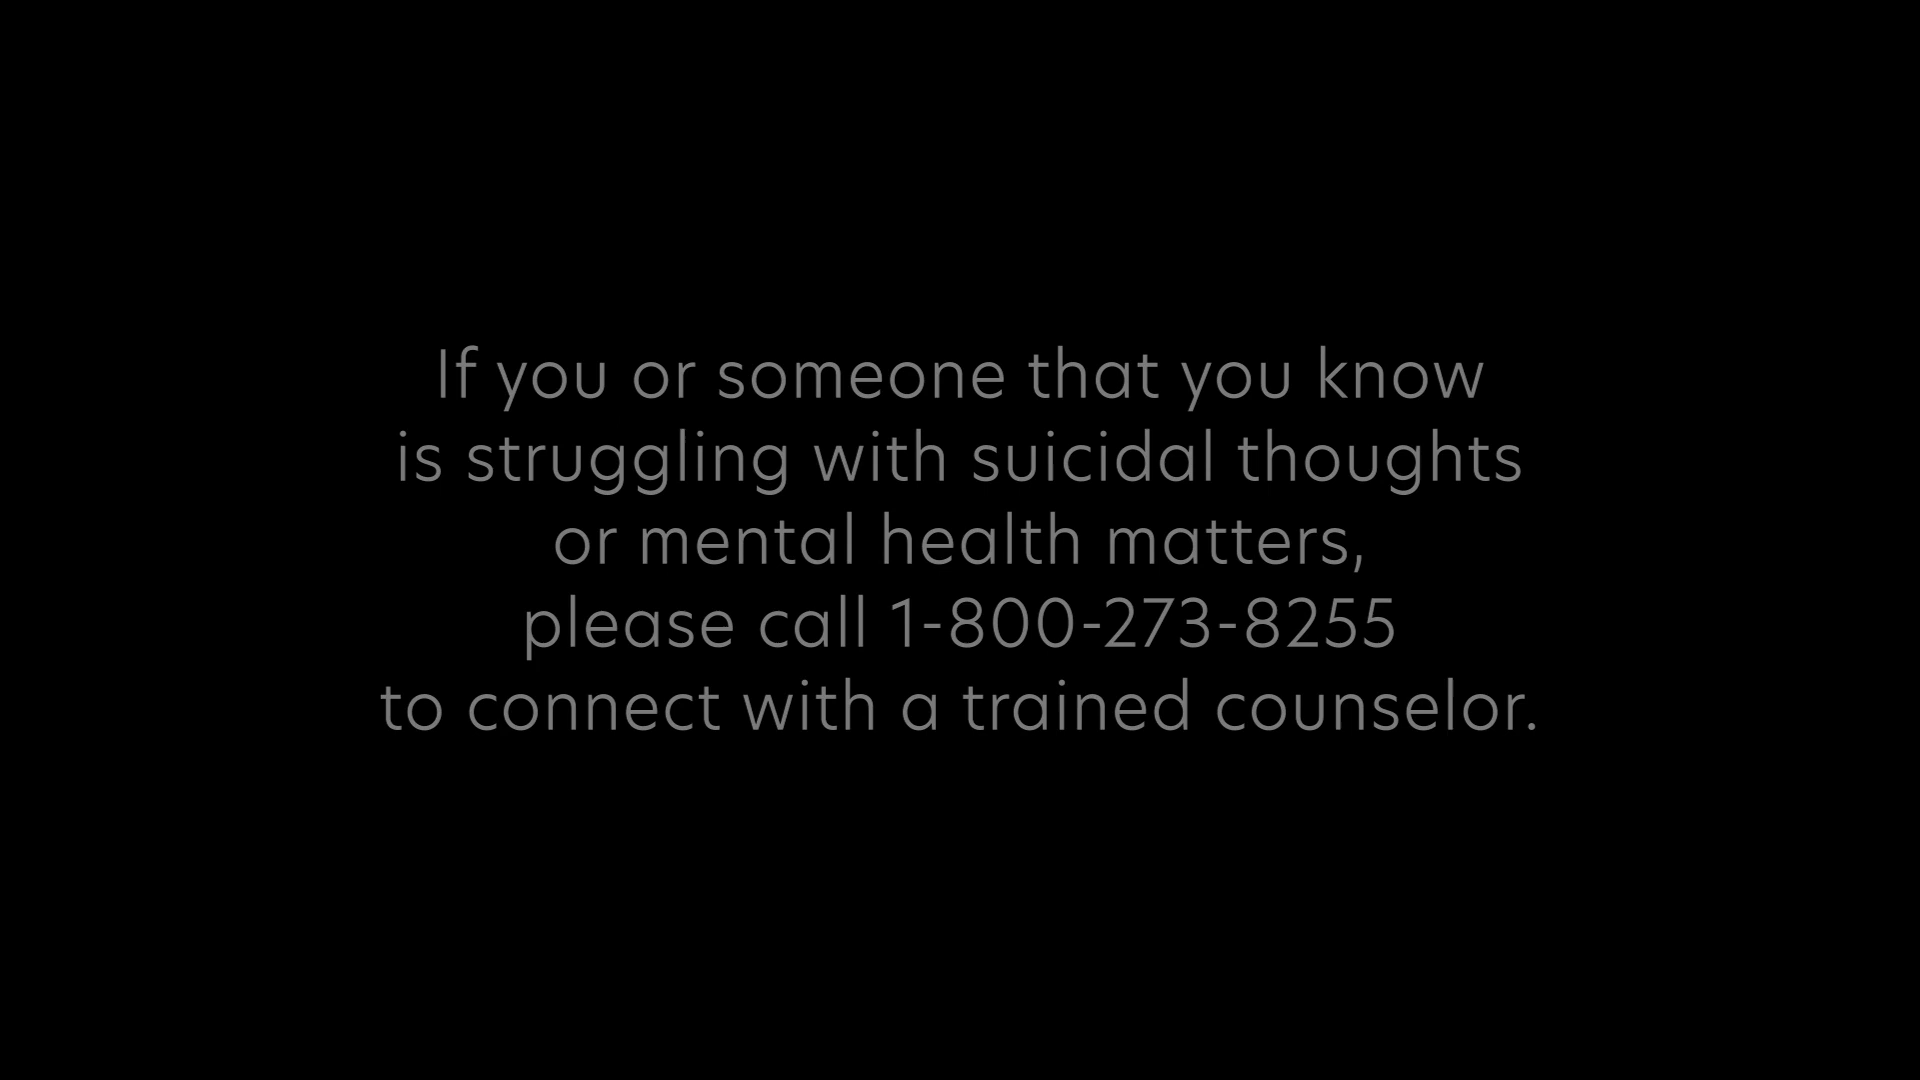 If you or someone that you know
is struggling with suicidal thoughts
or mental health matters,
please call 1-800-273-8255
to connect with a trained counselor.